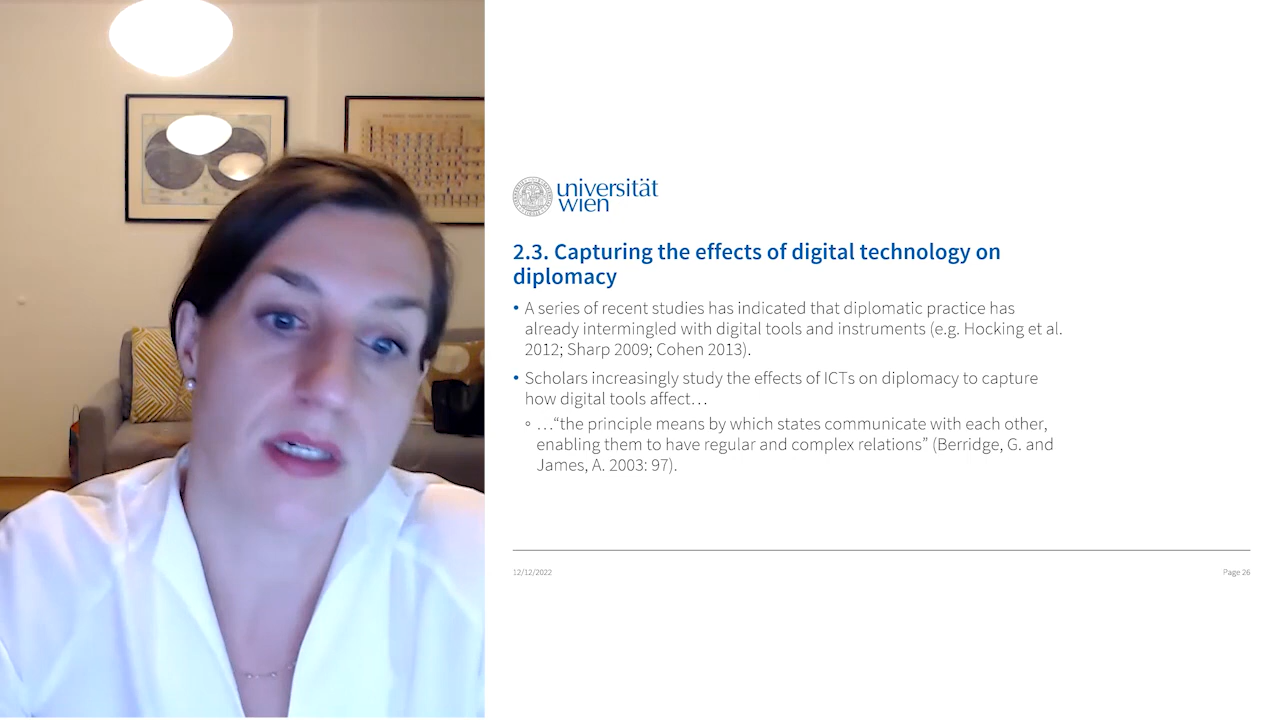 universität
wien
2.3. Capturing the effects of digital technology on
diplomacy
• A series of recent studies has indicated that diplomatic practice has
already intermingled with digital tools and instruments (e.g. Hocking et al.
2012; Sharp 2009; Cohen 2013).
• Scholars increasingly study the effects of ICTs on diplomacy to capture
how digital tools affect…
◦ …“the principle means by which states communicate with each other,
enabling them to have regular and complex relations” (Berridge, G. and
James, A. 2003: 97).
12/12/2022
Page 26